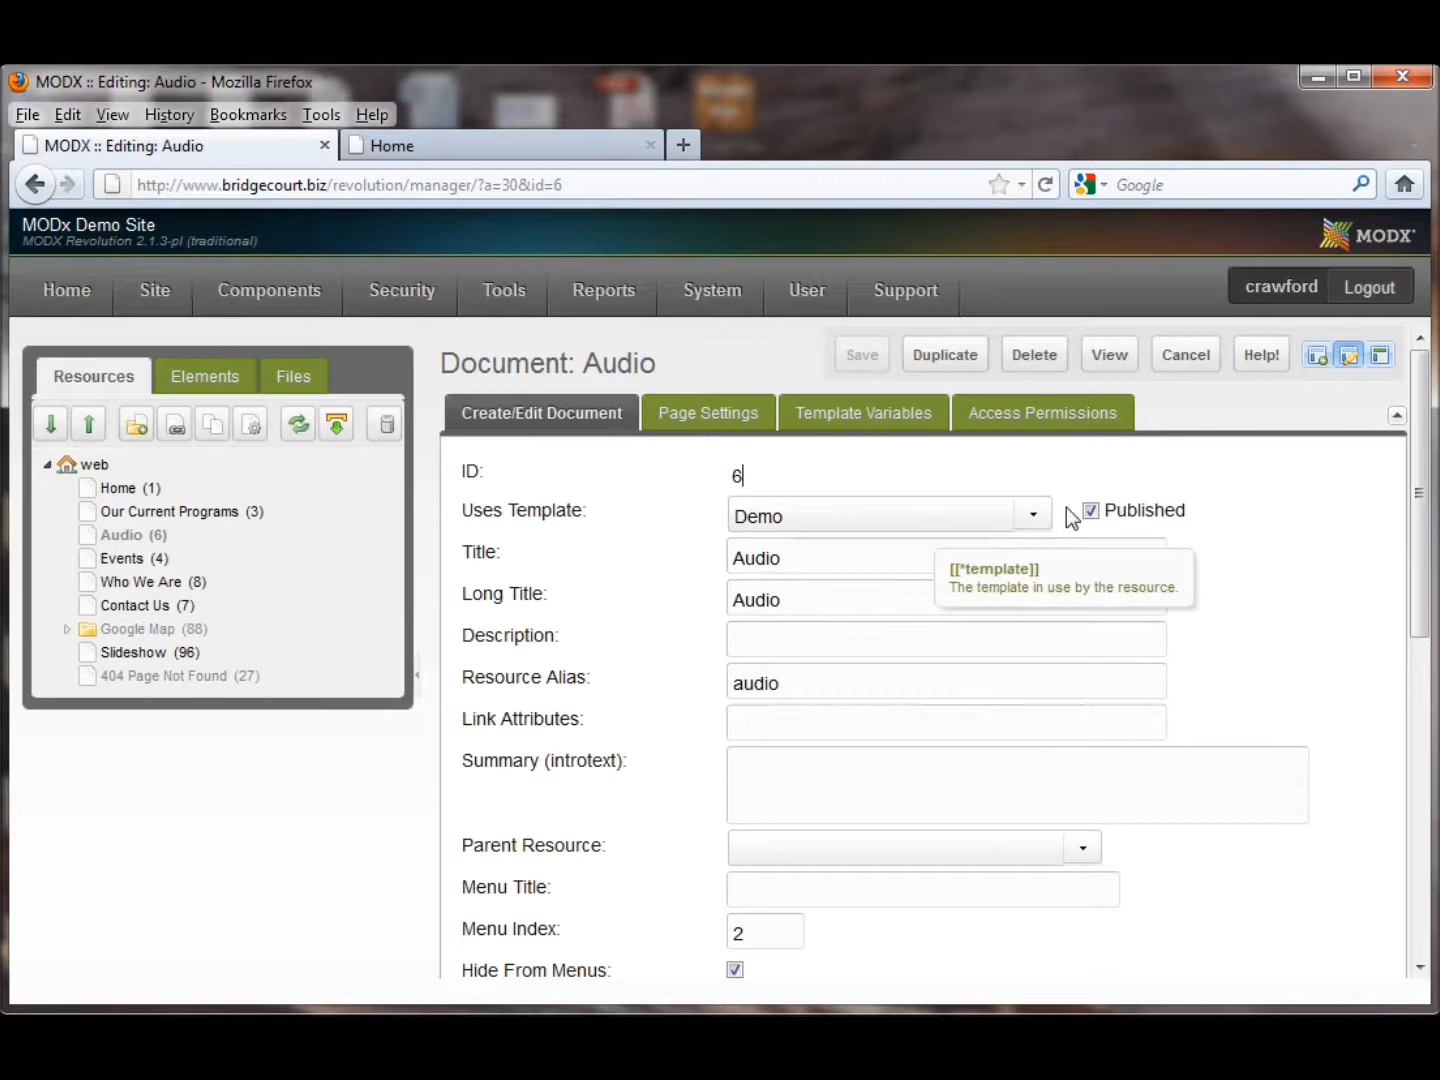 MODX :: Editing: Audio - Mozilla Firefox
File Edit View History Bookmarks Tools Help
MODX :: Editing: Audio
Home
http://www.bridgecourt.biz/revolution/manager/?a=30&id=6
Google
MODx Demo Site
MODX Revolution 2.1.3-pl (traditional)
MODX
Home Site Components Security Tools Reports System User Support
crawford Logout
Resources Elements Files
Document: Audio
Save Duplicate Delete View Cancel Help!
Create/Edit Document Page Settings Template Variables Access Permissions
web
Home (1)
Our Current Programs (3)
Audio (6)
Events (4)
Who We Are (8)
Contact Us (7)
Google Map (88)
Slideshow (96)
404 Page Not Found (27)
ID: 6
Uses Template: Demo Published
[[*template]]
The template in use by the resource.
Title: Audio
Long Title: Audio
Description:
Resource Alias: audio
Link Attributes:
Summary (introtext):
Parent Resource:
Menu Title:
Menu Index: 2
Hide From Menus: